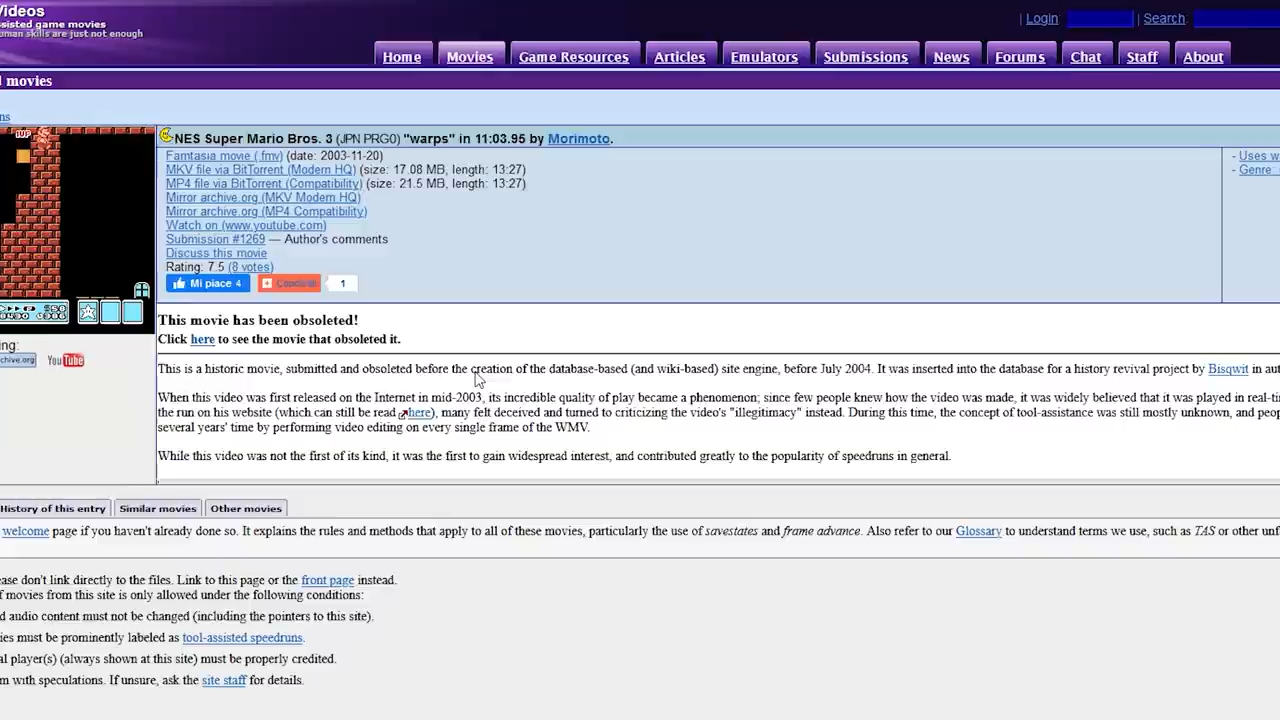 Videos
ssisted game movies
uman skills are just not enough
| Login | Search:
Home Movies Game Resources Articles Emulators Submissions News Forums Chat Staff About
movies
ns
1UP
NES Super Mario Bros. 3 (JPN PRG0) "warps" in 11:03.95 by Morimoto.
Famtasia movie (.fmv) (date: 2003-11-20)
MKV file via BitTorrent (Modern HQ) (size: 17.08 MB, length: 13:27)
MP4 file via BitTorrent (Compatibility) (size: 21.5 MB, length: 13:27)
Mirror archive.org (MKV Modern HQ)
Mirror archive.org (MP4 Compatibility)
Watch on (www.youtube.com)
Submission #1269 — Author's comments
Discuss this movie
Rating: 7.5 (8 votes)
Mi piace 4 Condividi 1
- Uses w
- Genre:
This movie has been obsoleted!
Click here to see the movie that obsoleted it.
ng:
chive.org YouTube
This is a historic movie, submitted and obsoleted before the creation of the database-based (and wiki-based) site engine, before July 2004. It was inserted into the database for a history revival project by Bisqwit in aut
When this video was first released on the Internet in mid-2003, its incredible quality of play became a phenomenon; since few people knew how the video was made, it was widely believed that it was played in real-ti
the run on his website (which can still be read here), many felt deceived and turned to criticizing the video's "illegitimacy" instead. During this time, the concept of tool-assistance was still mostly unknown, and peop
several years' time by performing video editing on every single frame of the WMV.
While this video was not the first of its kind, it was the first to gain widespread interest, and contributed greatly to the popularity of speedruns in general.
History of this entry Similar movies Other movies
welcome page if you haven't already done so. It explains the rules and methods that apply to all of these movies, particularly the use of savestates and frame advance. Also refer to our Glossary to understand terms we use, such as TAS or other unf
ease don't link directly to the files. Link to this page or the front page instead.
f movies from this site is only allowed under the following conditions:
d audio content must not be changed (including the pointers to this site).
ies must be prominently labeled as tool-assisted speedruns.
al player(s) (always shown at this site) must be properly credited.
m with speculations. If unsure, ask the site staff for details.